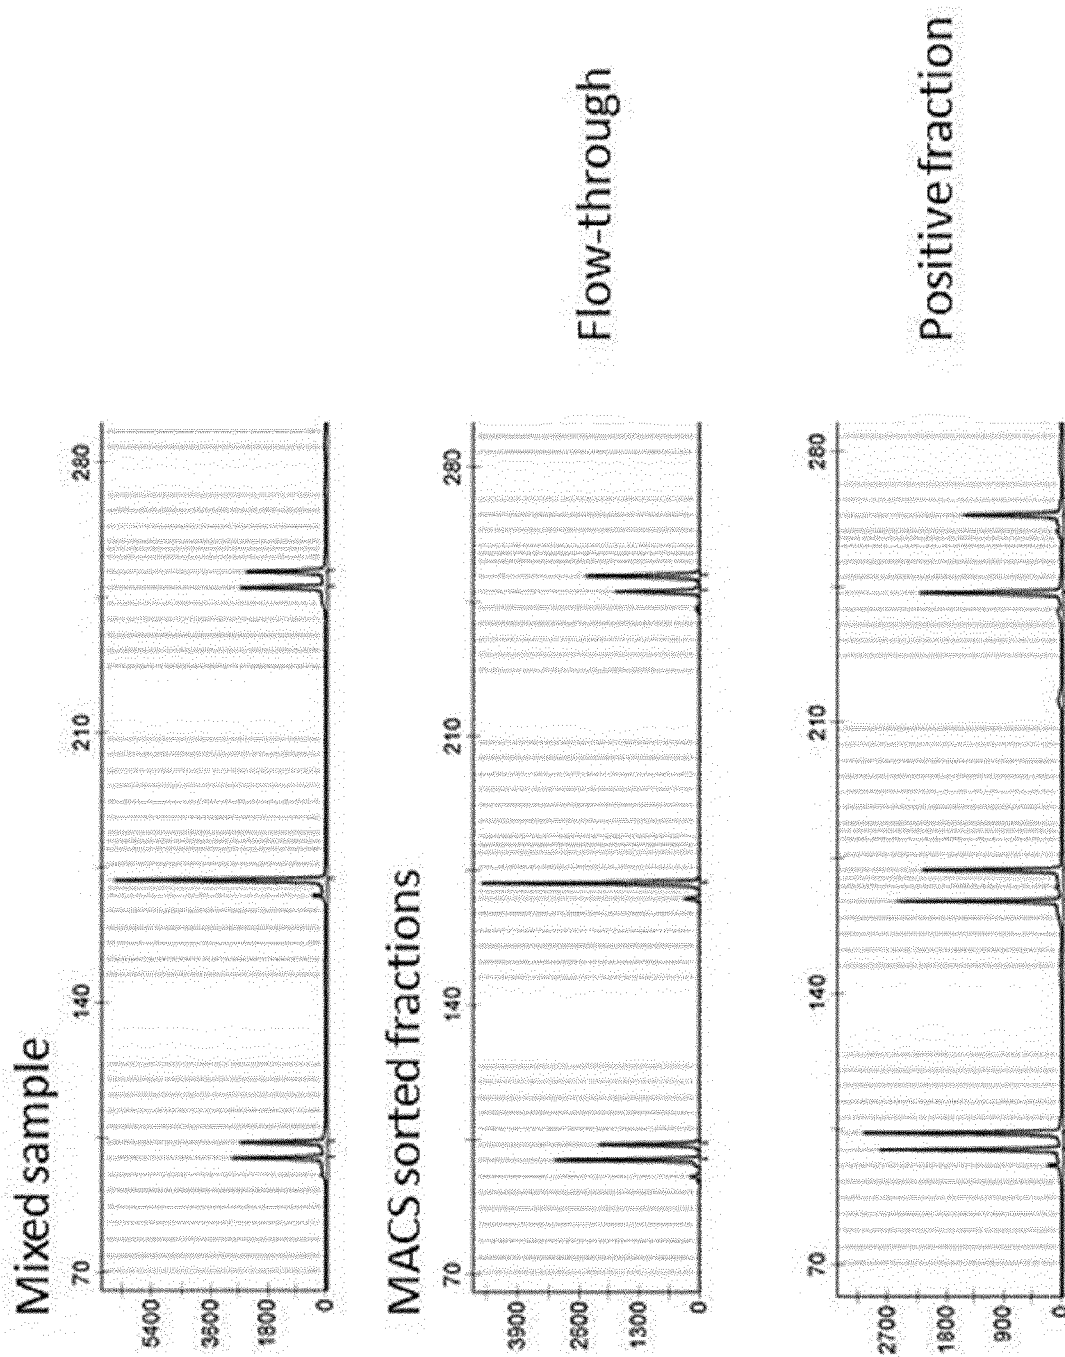 Mixed sample
70 140 210 280
5400
3600
1800
0
MACS sorted fractions
70 140 210 280
3900
2600
1300
0
Flow-through
70 140 210 280
2700
1800
900
0
Positive fraction